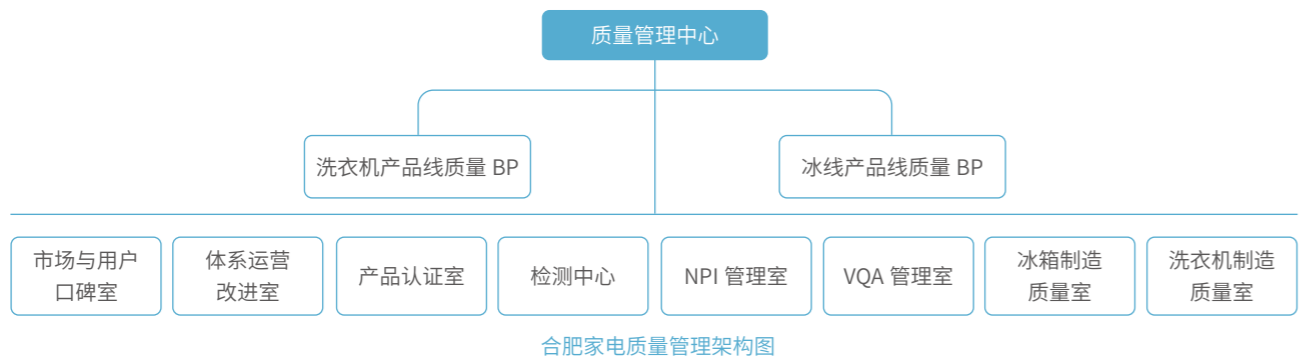 质量管理中心
洗衣机产品线质量 BP
冰线产品线质量 BP
市场与用户
口碑室
体系运营
改进室
产品认证室
检测中心
NPI 管理室
VQA 管理室
冰箱制造
质量室
洗衣机制造
质量室
合肥家电质量管理架构图